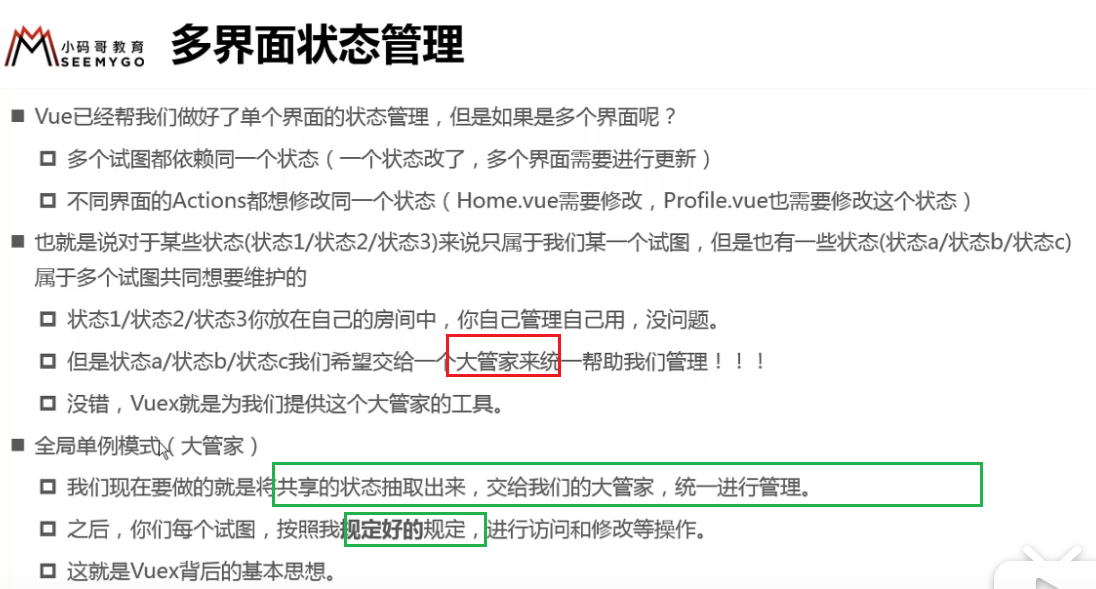 小码哥教育
SEEMYGO
多界面状态管理
Vue已经帮我们做好了单个界面的状态管理，但是如果是多个界面呢？
多个试图都依赖同一个状态（一个状态改了，多个界面需要进行更新）
不同界面的Actions都想修改同一个状态（Home.vue需要修改，Profile.vue也需要修改这个状态）
也就是说对于某些状态(状态1/状态2/状态3)来说只属于我们某一个试图，但是也有一些状态(状态a/状态b/状态c)
属于多个试图共同想要维护的
状态1/状态2/状态3你放在自己的房间中，你自己管理自己用，没问题。
但是状态a/状态b/状态c我们希望交给一个大管家来统一帮助我们管理！！！
没错，Vuex就是为我们提供这个大管家的工具。
全局单例模式（大管家）
我们现在要做的就是将共享的状态抽取出来，交给我们的大管家，统一进行管理。
之后，你们每个试图，按照我规定好的规定，进行访问和修改等操作。
这就是Vuex背后的基本思想。